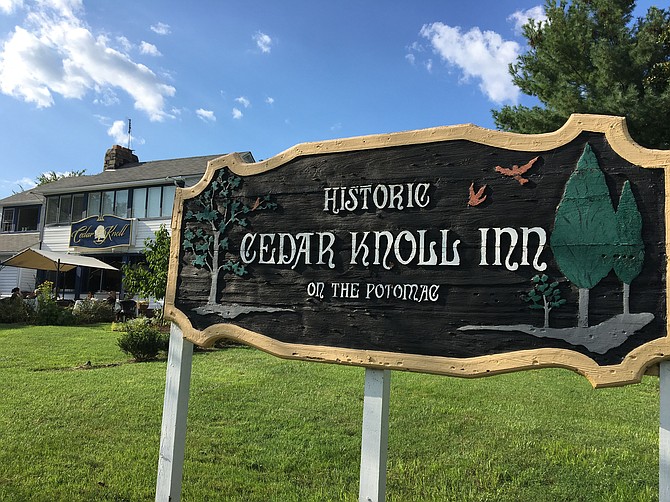 HISTORIC
CEDAR KNOLL INN
ON THE POTOMAC
Cedar Knoll